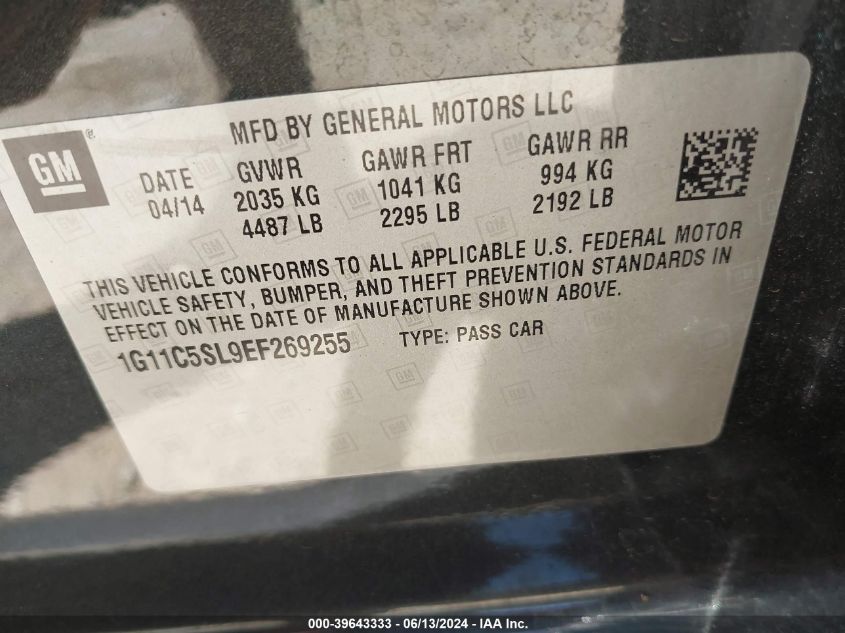 GM
®
MFD BY GENERAL MOTORS LLC
DATE GVWR GAWR FRT GAWR RR
04/14 2035 KG 1041 KG 994 KG
4487 LB 2295 LB 2192 LB
THIS VEHICLE CONFORMS TO ALL APPLICABLE U.S. FEDERAL MOTOR
VEHICLE SAFETY, BUMPER, AND THEFT PREVENTION STANDARDS IN
EFFECT ON THE DATE OF MANUFACTURE SHOWN ABOVE.
1G11C5SL9EF269255 TYPE: PASS CAR
000-39643333 / 06/13/2024 - IAA Inc.